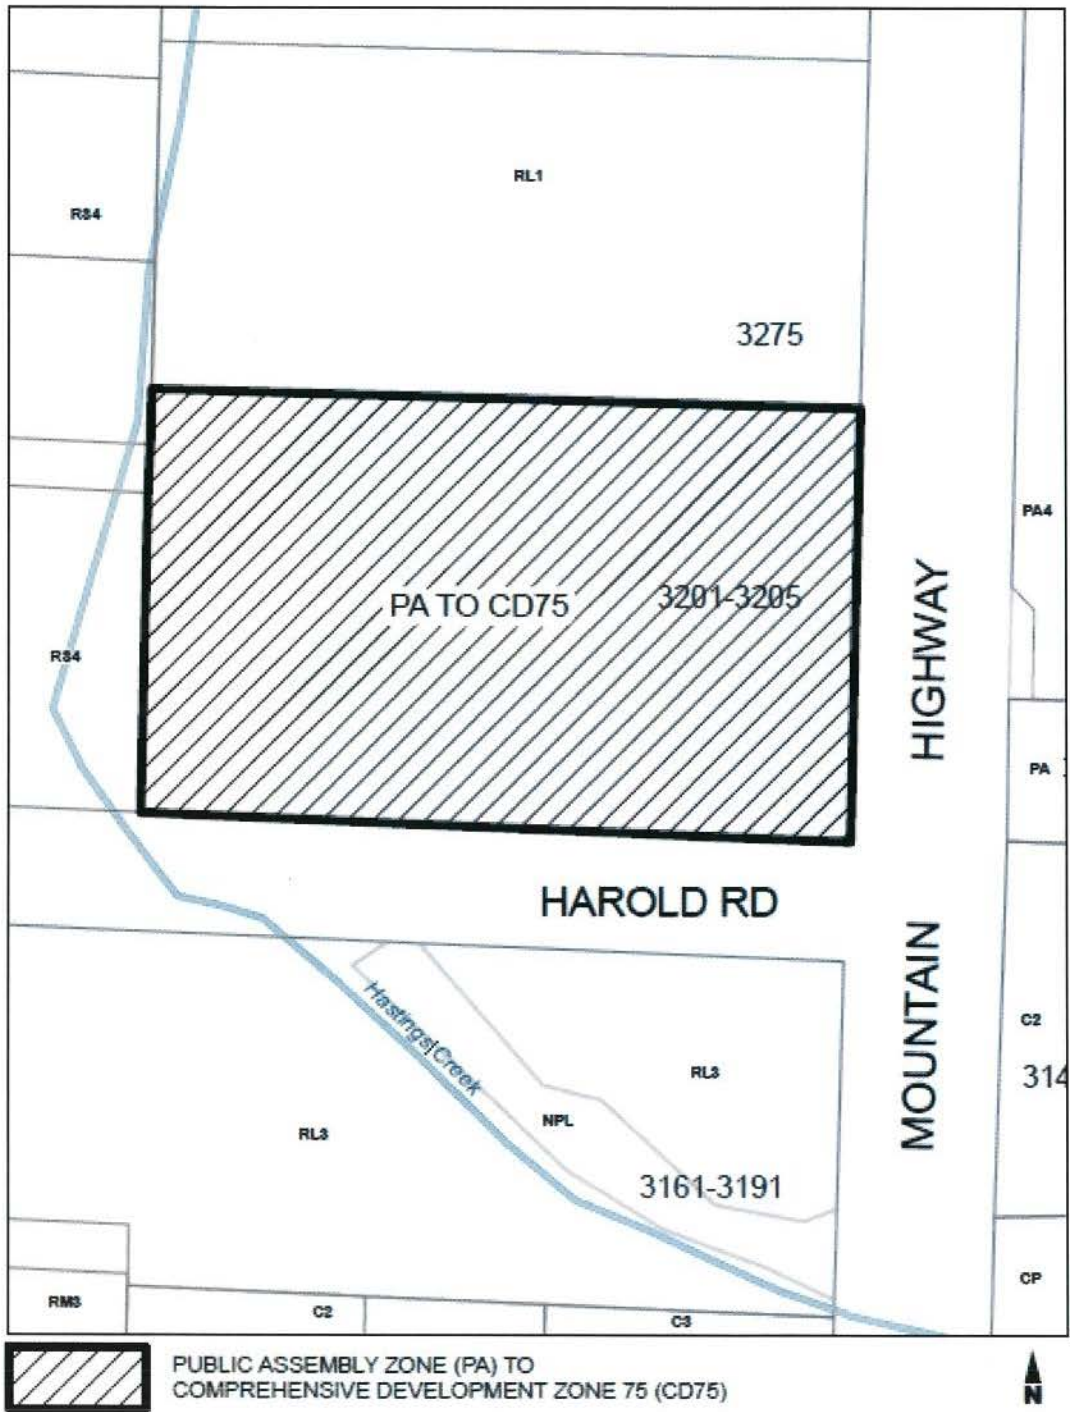 RL1
RS4
3275
PA4
PA TO CD75
3201-3205
HIGHWAY
RS4
PA
HAROLD RD
MOUNTAIN
Hastings Creek
C2
RL3
314
NPL
RL3
3161-3191
CP
RM3
C2
C3
PUBLIC ASSEMBLY ZONE (PA) TO
COMPREHENSIVE DEVELOPMENT ZONE 75 (CD75)
N